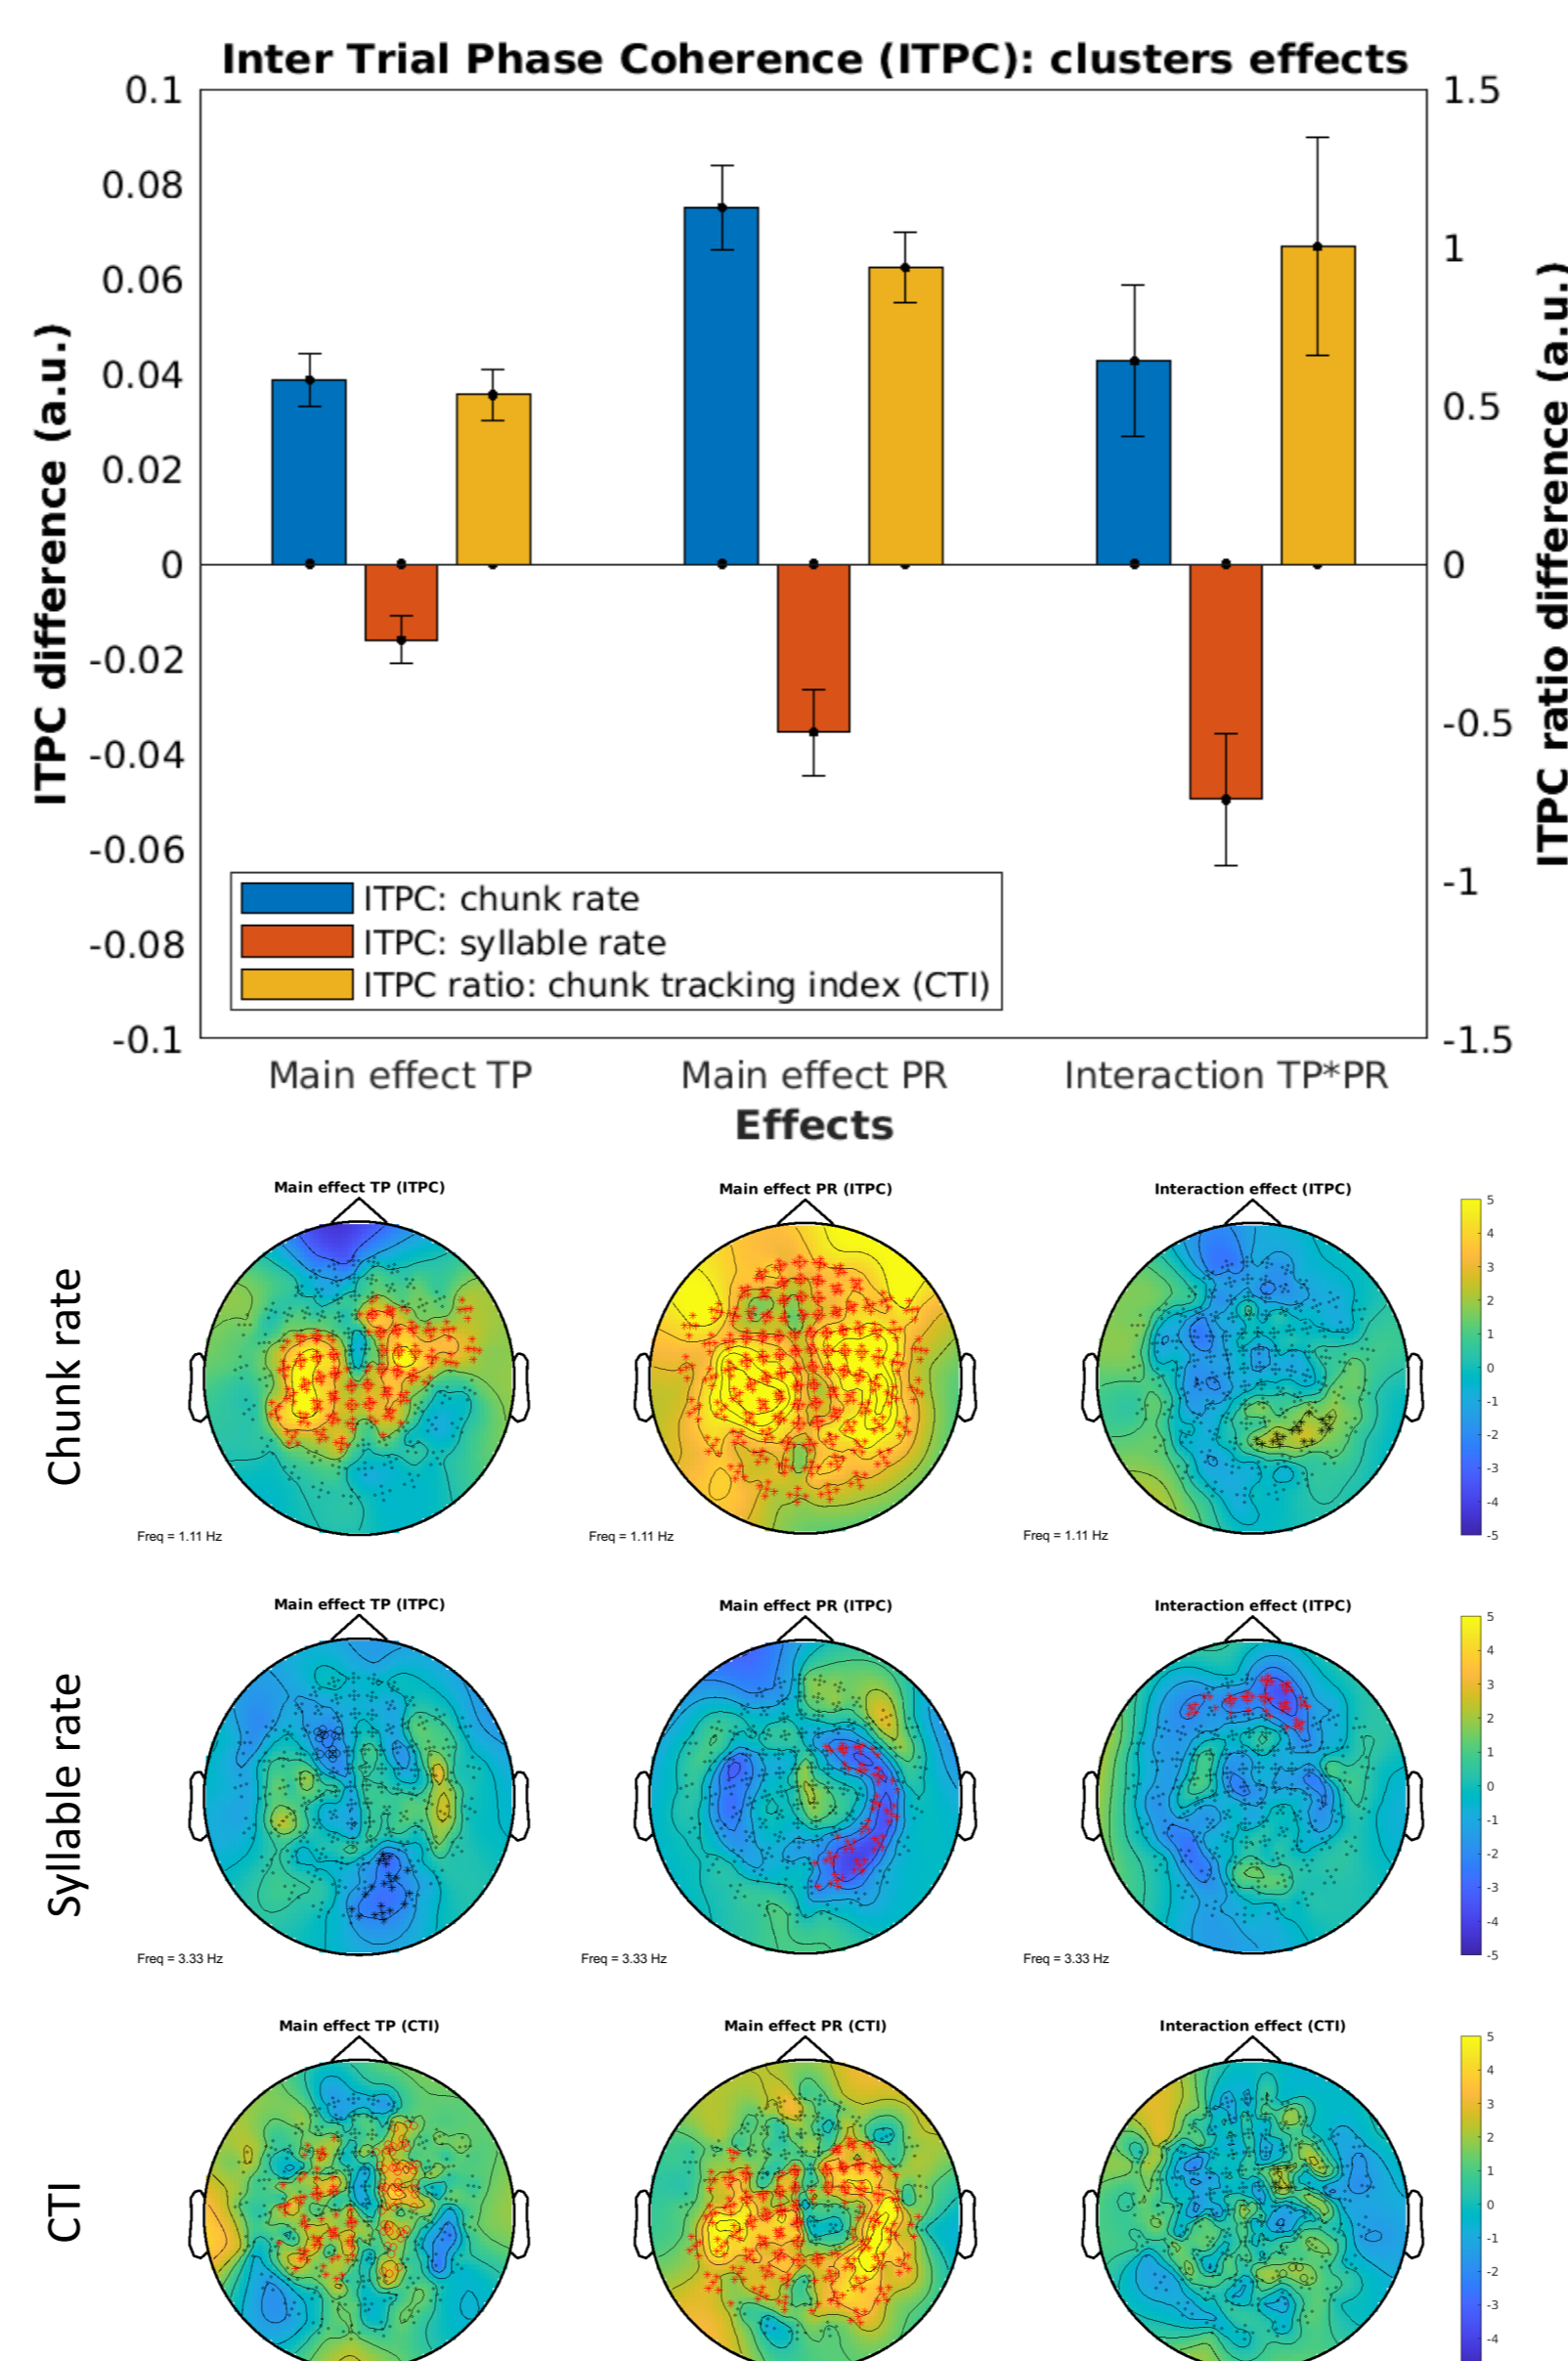 Inter Trial Phase Coherence (ITPC): clusters effects
0.1
0.08
0.06
0.04
0.02
0
-0.02
-0.04
-0.06
-0.08
-0.1
ITPC difference (a.u.)
1.5
1
0.5
0
-0.5
-1
-1.5
ITPC ratio difference (a.u.)
ITPC: chunk rate
ITPC: syllable rate
ITPC ratio: chunk tracking index (CTI)
Main effect TP
Main effect PR
Interaction TP*PR
Effects
Chunk rate
Main effect TP (ITPC)
Main effect PR (ITPC)
Interaction effect (ITPC)
Freq = 1.11 Hz
Freq = 1.11 Hz
Freq = 1.11 Hz
5
4
3
2
1
0
-1
-2
-3
-4
-5
Syllable rate
Main effect TP (ITPC)
Main effect PR (ITPC)
Interaction effect (ITPC)
Freq = 3.33 Hz
Freq = 3.33 Hz
Freq = 3.33 Hz
5
4
3
2
1
0
-1
-2
-3
-4
-5
CTI
Main effect TP (CTI)
Main effect PR (CTI)
Interaction effect (CTI)
5
4
3
2
1
0
-1
-2
-3
-4